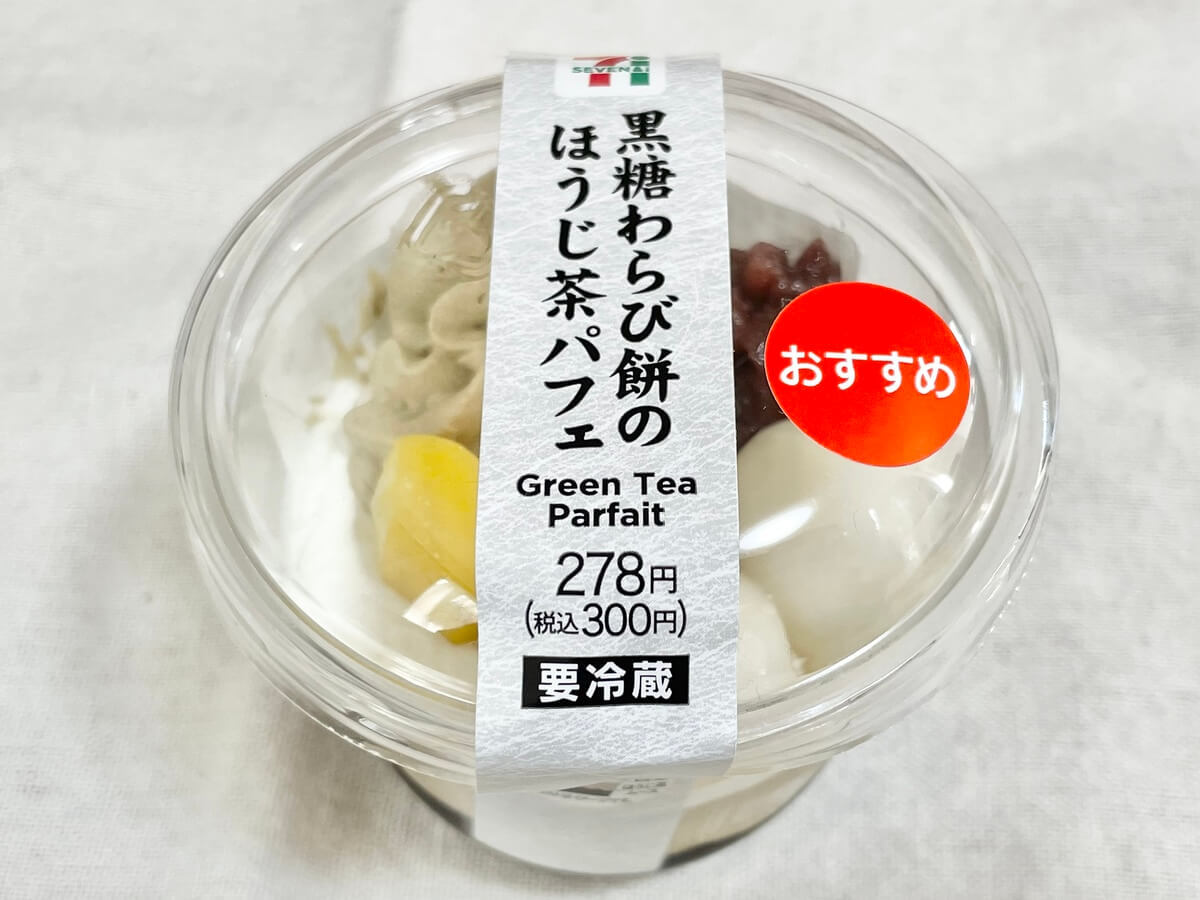 SEVEN&i
黒糖わらび餅の
ほうじ茶パフェ
Green Tea
Parfait
278円
(税込300円)
要冷蔵
おすすめ